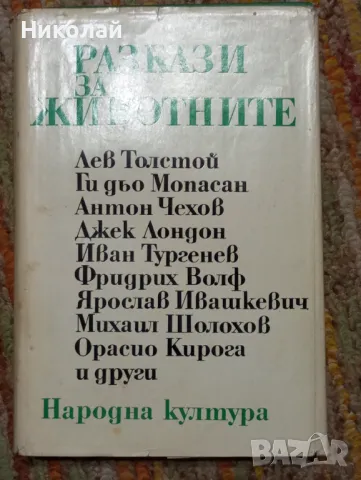 Николай
РАЗКАЗИ
ЗА
ЖИВОТНИТЕ
Лев Толстой
Ги дьо Мопасан
Антон Чехов
Джек Лондон
Иван Тургенев
Фридрих Волф
Ярослав Ивашкевич
Михаил Шолохов
Орасио Кирога
и други
Народна култура
BAZAR